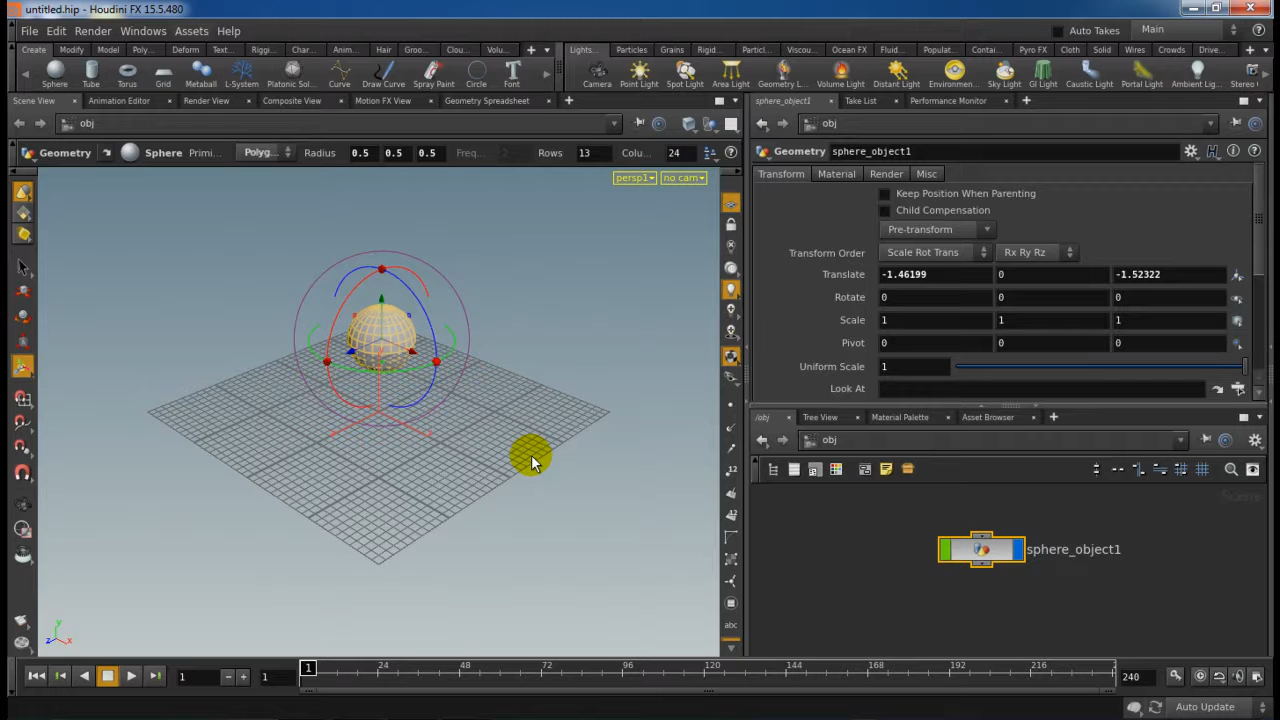 untitled.hip - Houdini FX 15.5.480
File Edit Render Windows Assets Help
Auto Takes Main
Create Modify Model Poly... Deform Text... Riggi... Char... Anim... Hair Groo... Clou... Volu...
Lights... Particles Grains Rigid... Particl... Viscou... Ocean FX Fluid... Populat... Contai... Pyro FX Cloth Solid Wires Crowds Drive...
Sphere Tube Torus Grid Metaball L-System Platonic Sol... Curve Draw Curve Spray Paint Circle Font
Camera Point Light Spot Light Area Light Geometry L... Volume Light Distant Light Environmen... Sky Light GI Light Caustic Light Portal Light Ambient Light Stereo
Scene View Animation Editor Render View Composite View Motion FX View Geometry Spreadsheet
sphere_object1 Take List Performance Monitor
obj
obj
Geometry Sphere Primi... Polyg... Radius 0.5 0.5 0.5 Freq... Rows 13 Colu... 24
Geometry sphere_object1
persp1 no cam
Transform Material Render Misc
Keep Position When Parenting
Child Compensation
Pre-transform
Transform Order Scale Rot Trans Rx Ry Rz
Translate -1.46199 0 -1.52322
Rotate 0 0 0
Scale 1 1 1
Pivot 0 0 0
Uniform Scale 1
Look At
/obj Tree View Material Palette Asset Browser
obj
12
12
Scene
sphere_object1
abc
y
z x
1 1 1 24 48 72 96 120 144 168 192 216 2 240
Auto Update